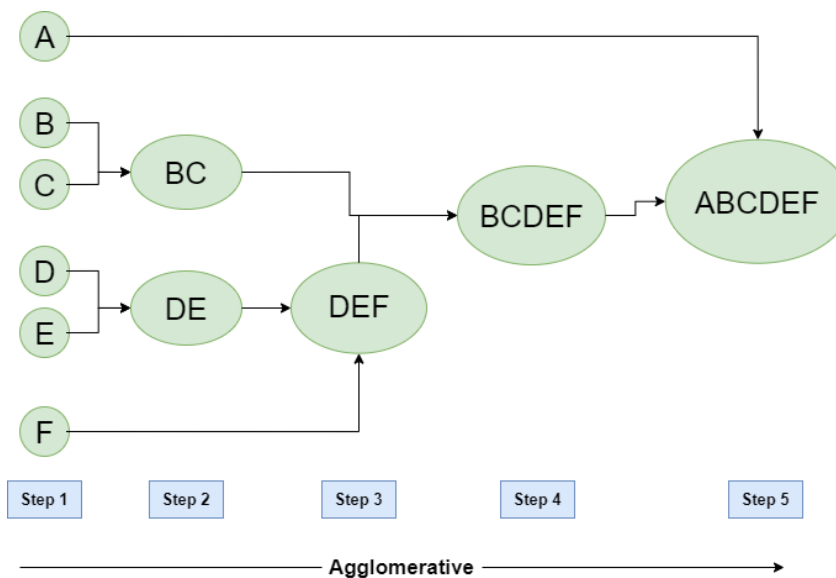 A
B
C
BC
BCDEF
ABCDEF
D
E
DE
DEF
F
Step 1
Step 2
Step 3
Step 4
Step 5
Agglomerative